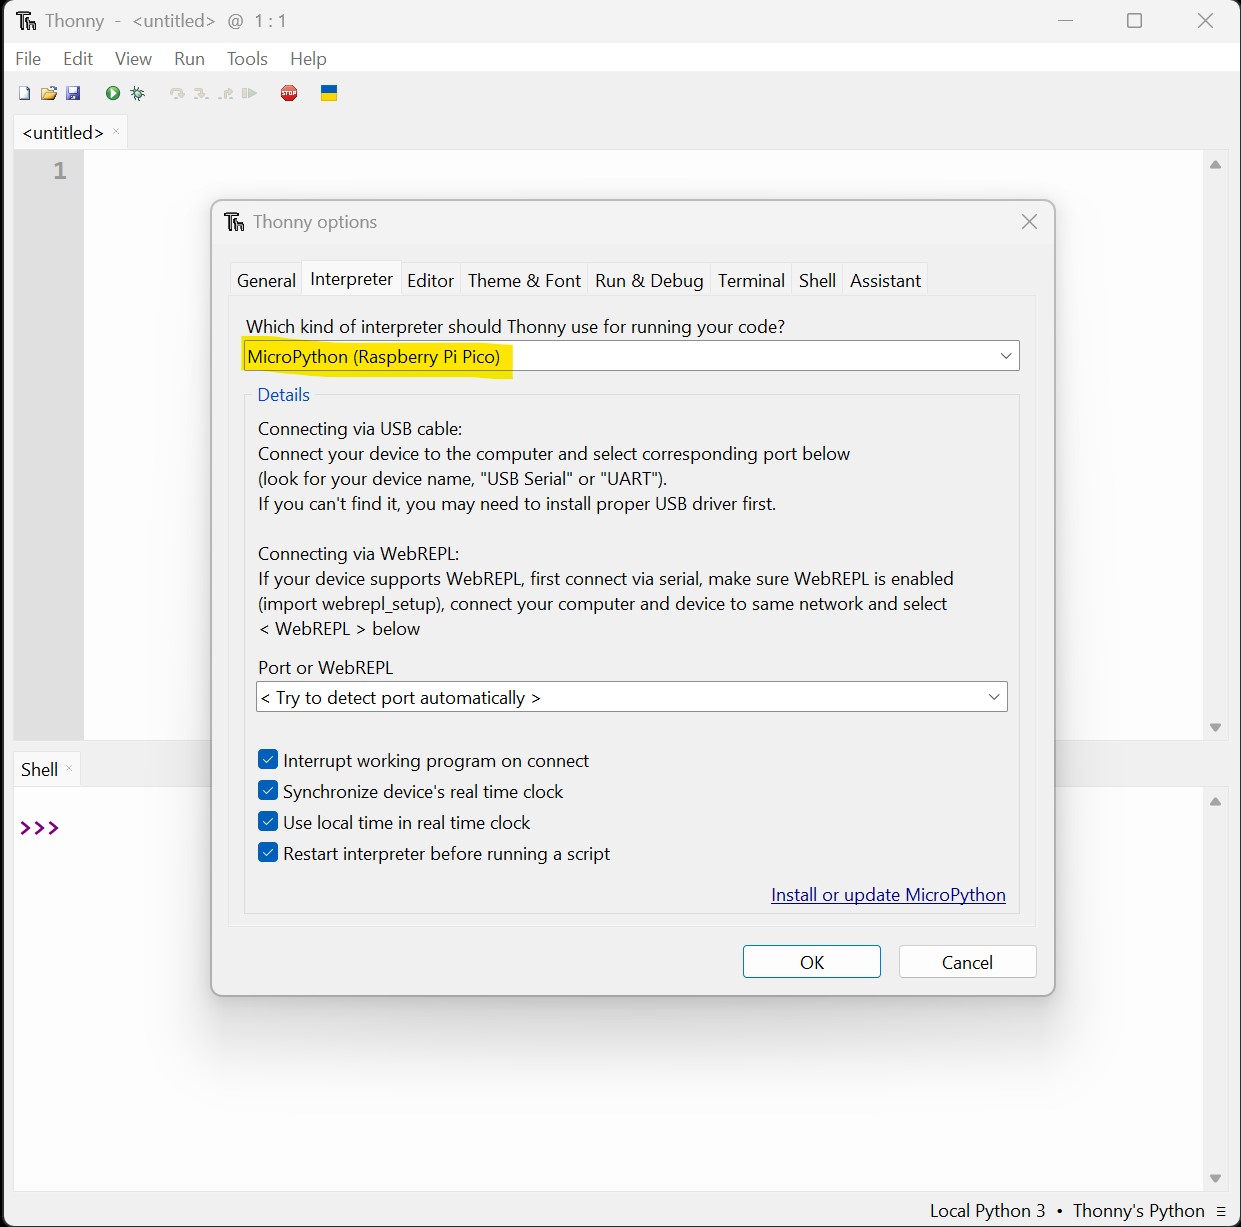 Thonny - <untitled> @ 1 : 1
File Edit View Run Tools Help
STOP
<untitled> ×
1
Thonny options
General Interpreter Editor Theme & Font Run & Debug Terminal Shell Assistant
Which kind of interpreter should Thonny use for running your code?
MicroPython (Raspberry Pi Pico)
Details
Connecting via USB cable:
Connect your device to the computer and select corresponding port below
(look for your device name, "USB Serial" or "UART").
If you can't find it, you may need to install proper USB driver first.
Connecting via WebREPL:
If your device supports WebREPL, first connect via serial, make sure WebREPL is enabled
(import webrepl_setup), connect your computer and device to same network and select
< WebREPL > below
Port or WebREPL
< Try to detect port automatically >
Interrupt working program on connect
Synchronize device's real time clock
Use local time in real time clock
Restart interpreter before running a script
Install or update MicroPython
OK Cancel
Shell ×
>>>
Local Python 3 • Thonny's Python ≡